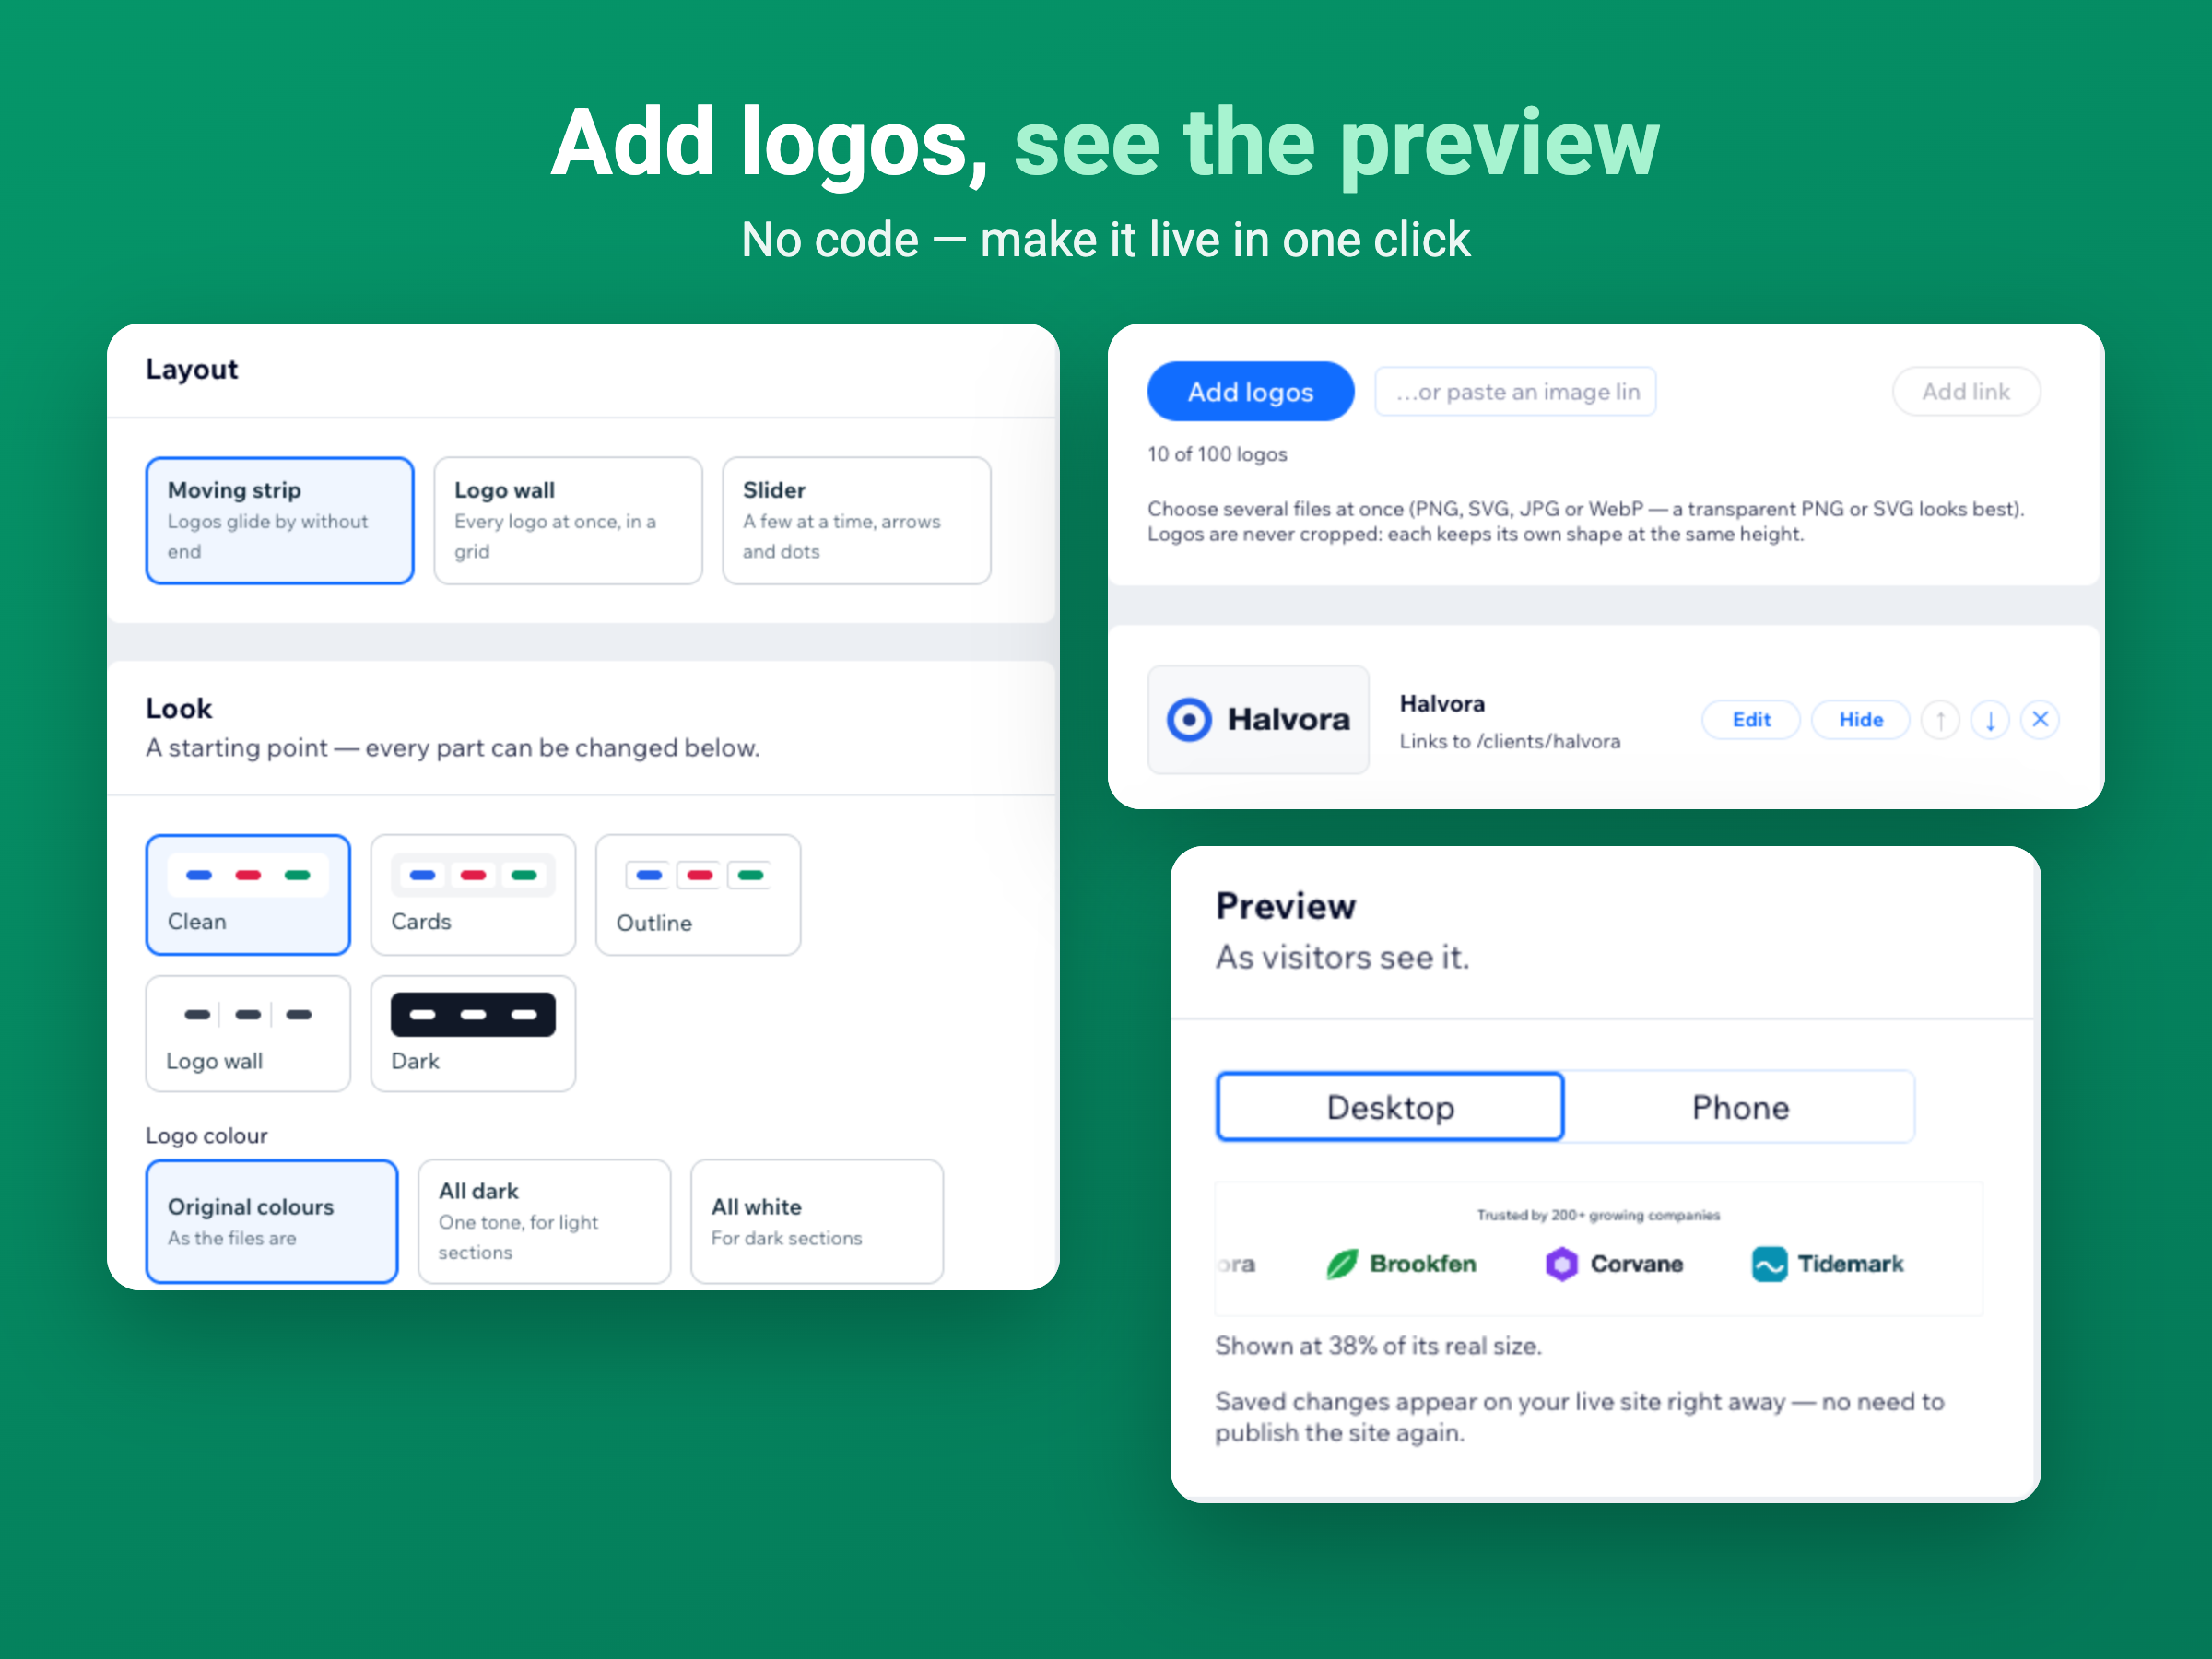 Add logos, see the preview
No code — make it live in one click
Layout
Moving strip
Logos glide by without
end
Logo wall
Every logo at once, in a
grid
Slider
A few at a time, arrows
and dots
Look
A starting point — every part can be changed below.
Clean
Cards
Outline
Logo wall
Dark
Logo colour
Original colours
As the files are
All dark
One tone, for light
sections
All white
For dark sections
Add logos
...or paste an image lin
Add link
10 of 100 logos
Choose several files at once (PNG, SVG, JPG or WebP — a transparent PNG or SVG looks best).
Logos are never cropped: each keeps its own shape at the same height.
Halvora
Halvora
Links to /clients/halvora
Edit
Hide
↑
↓
Preview
As visitors see it.
Desktop
Phone
Trusted by 200+ growing companies
ora
Brookfen
Corvane
Tidemark
Shown at 38% of its real size.
Saved changes appear on your live site right away — no need to
publish the site again.